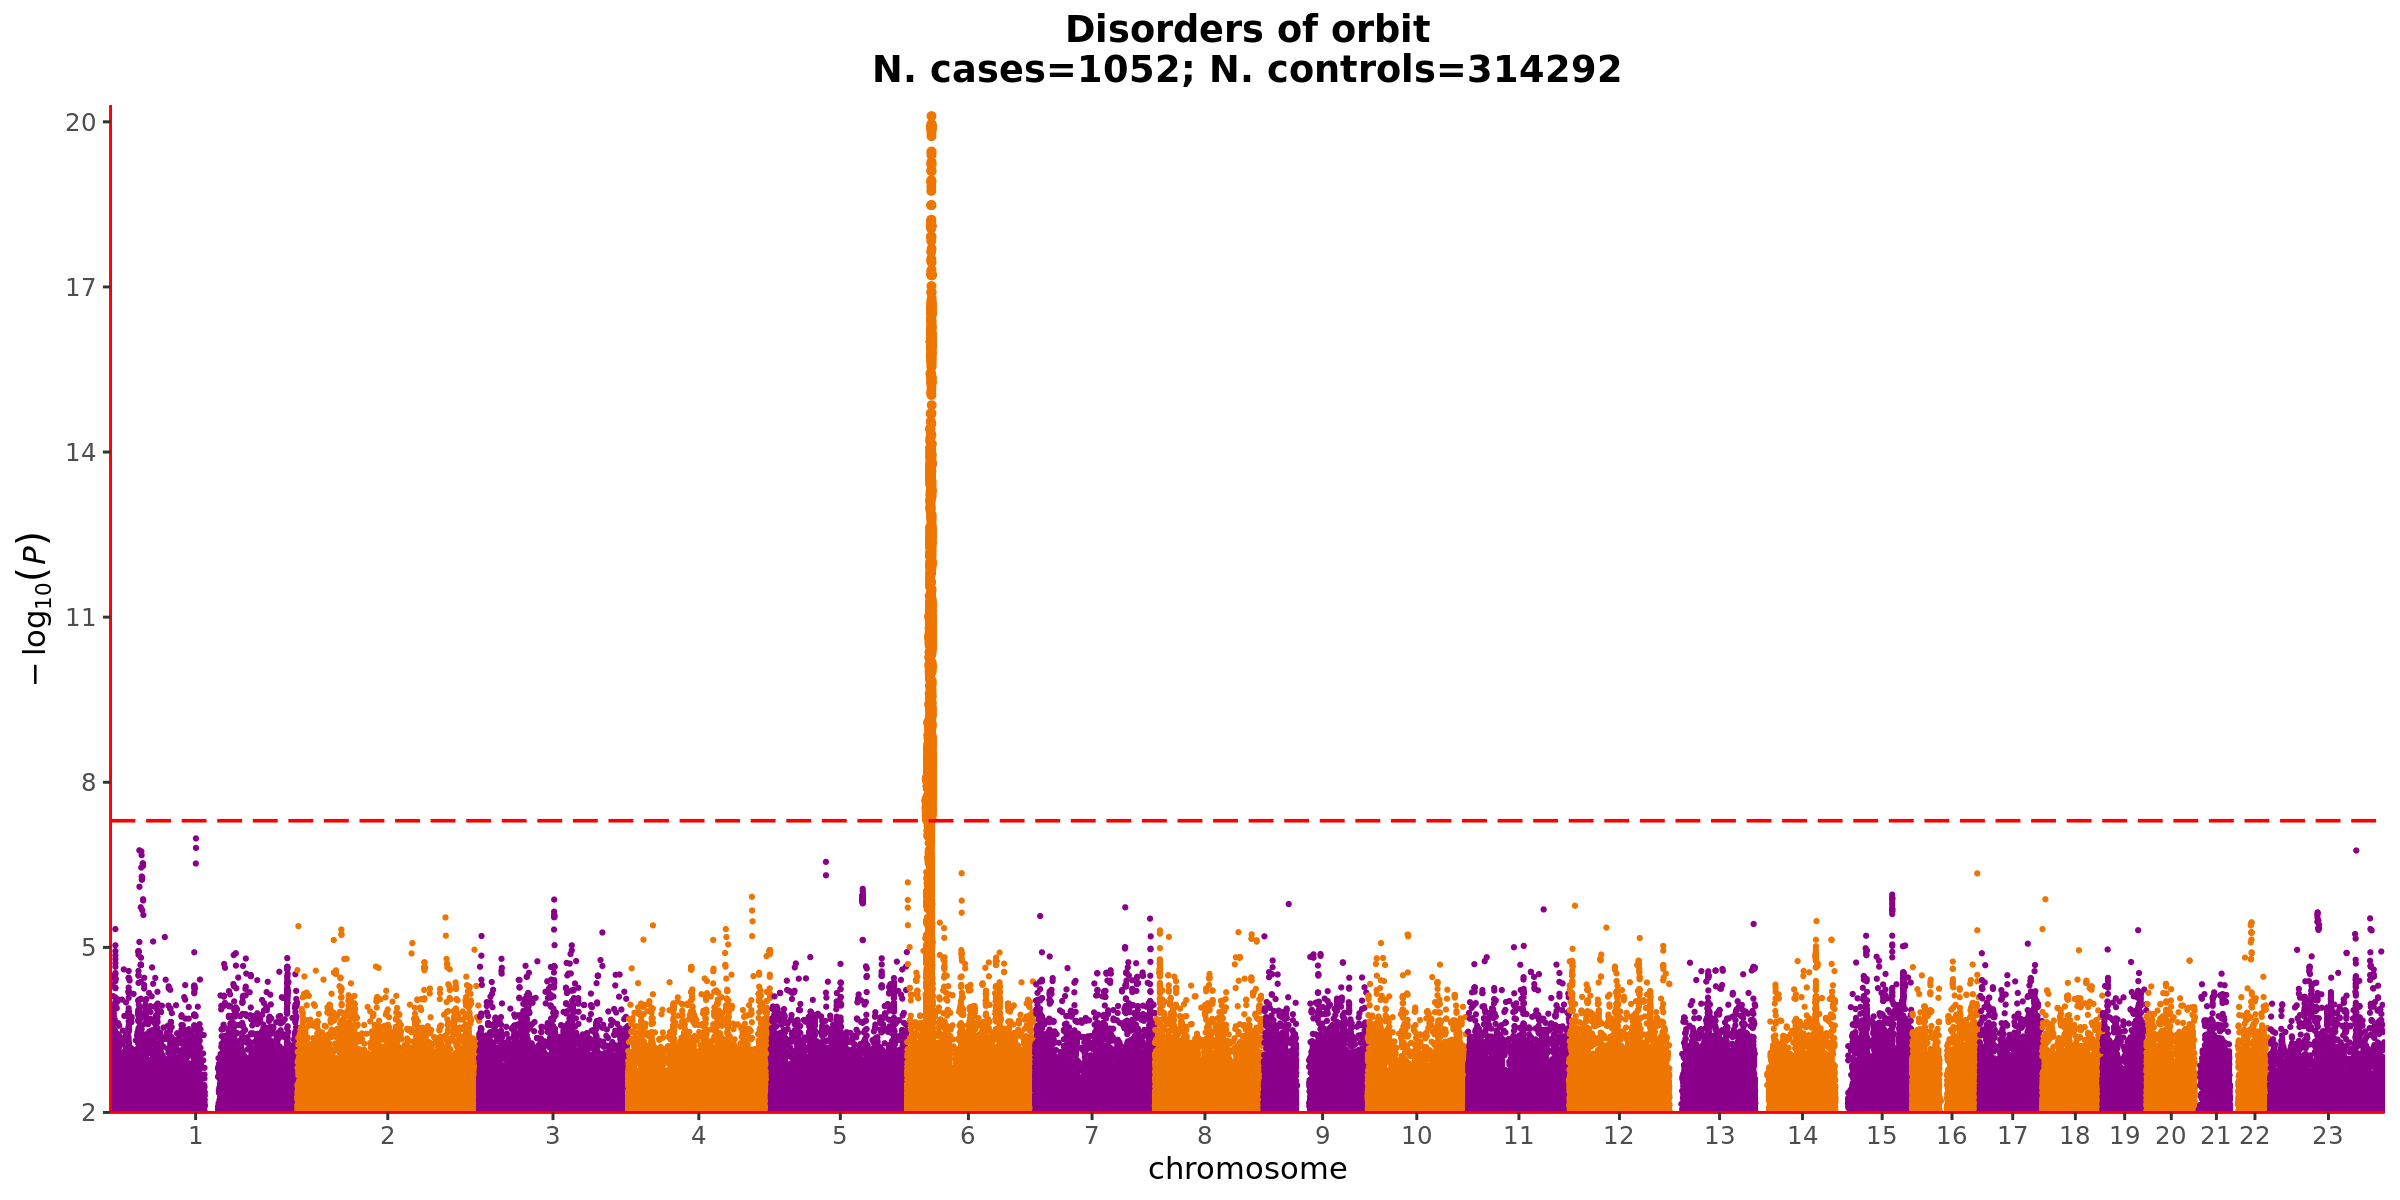 Disorders of orbit
N. cases=1052; N. controls=314292
20
17
14
11
8
5
2
−log10(P)
1 2 3 4 5 6 7 8 9 10 11 12 13 14 15 16 17 18 19 20 21 22 23
chromosome